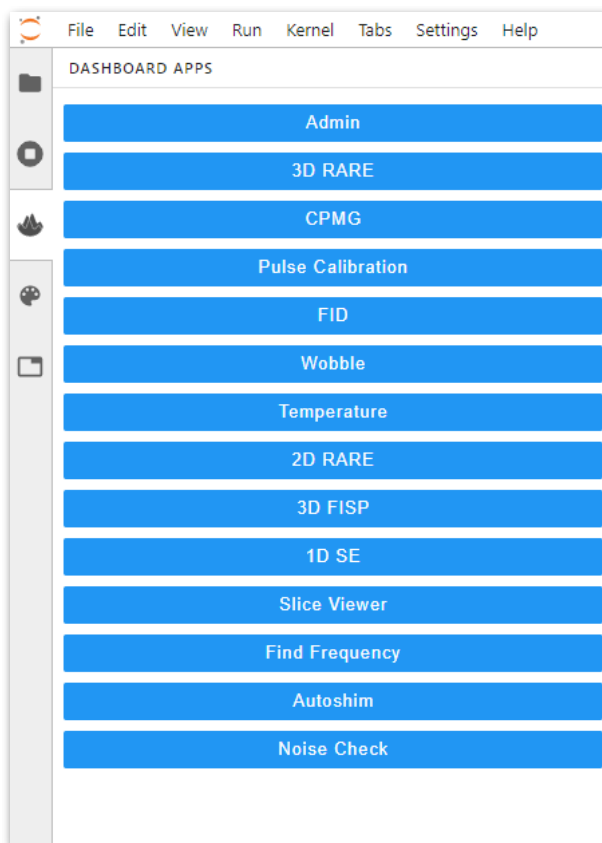 File Edit View Run Kernel Tabs Settings Help
DASHBOARD APPS
Admin
3D RARE
CPMG
Pulse Calibration
FID
Wobble
Temperature
2D RARE
3D FISP
1D SE
Slice Viewer
Find Frequency
Autoshim
Noise Check